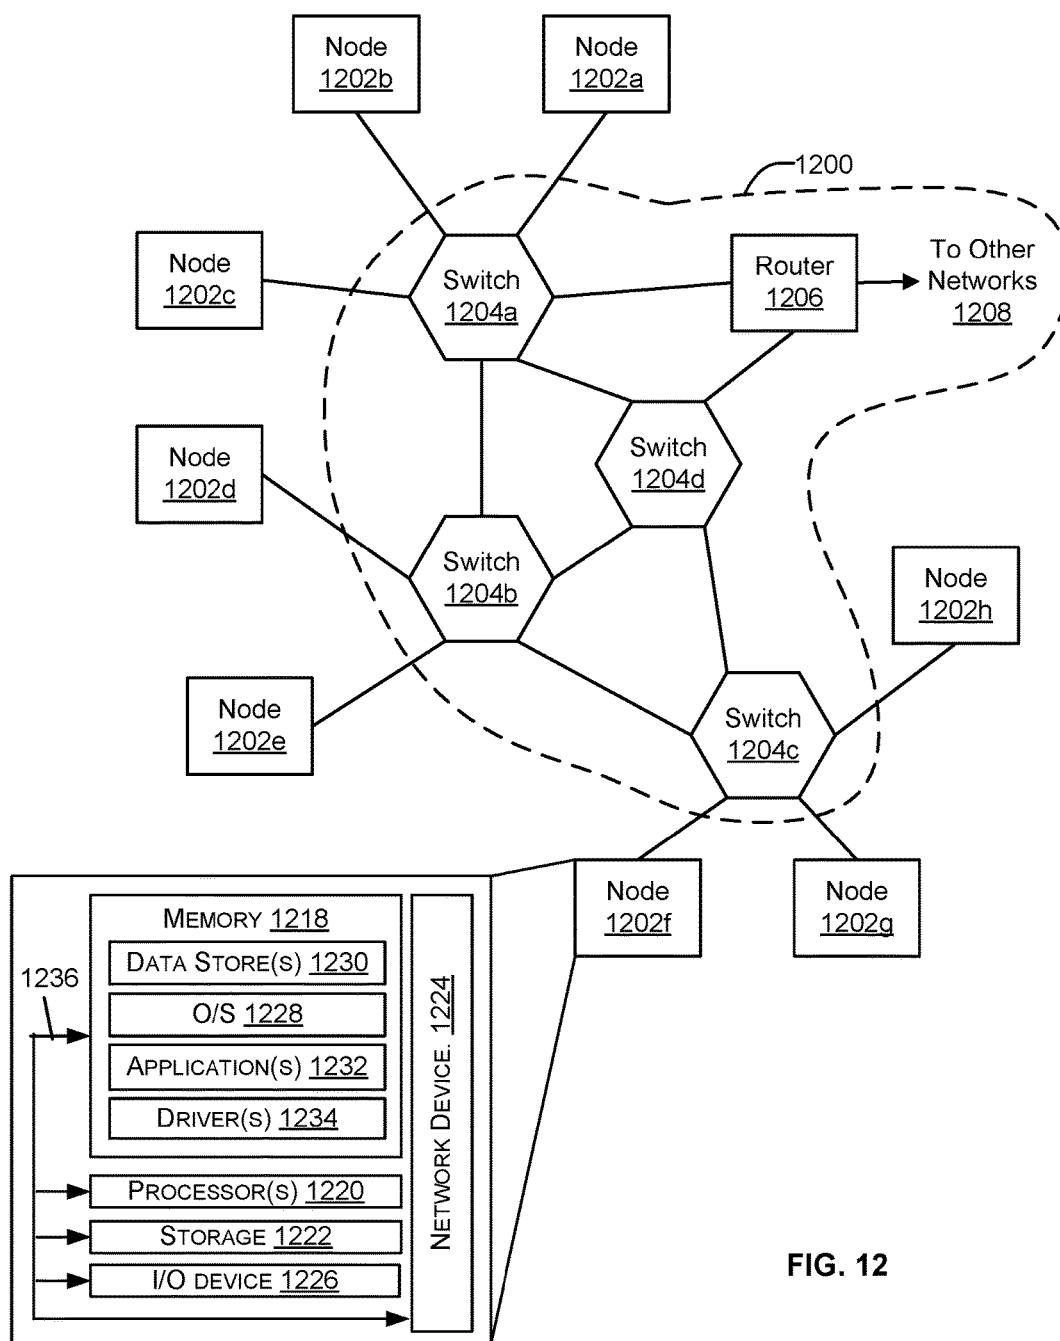 Node
1202b
Node
1202a
1200
Node
1202c
Switch
1204a
Router
1206
To Other
Networks
1208
Node
1202d
Switch
1204d
Switch
1204b
Node
1202h
Node
1202e
Switch
1204c
Node
1202f
Node
1202g
MEMORY 1218
DATA STORE(S) 1230
O/S 1228
APPLICATION(S) 1232
DRIVER(S) 1234
1236
PROCESSOR(S) 1220
STORAGE 1222
I/O DEVICE 1226
NETWORK DEVICE. 1224
FIG. 12